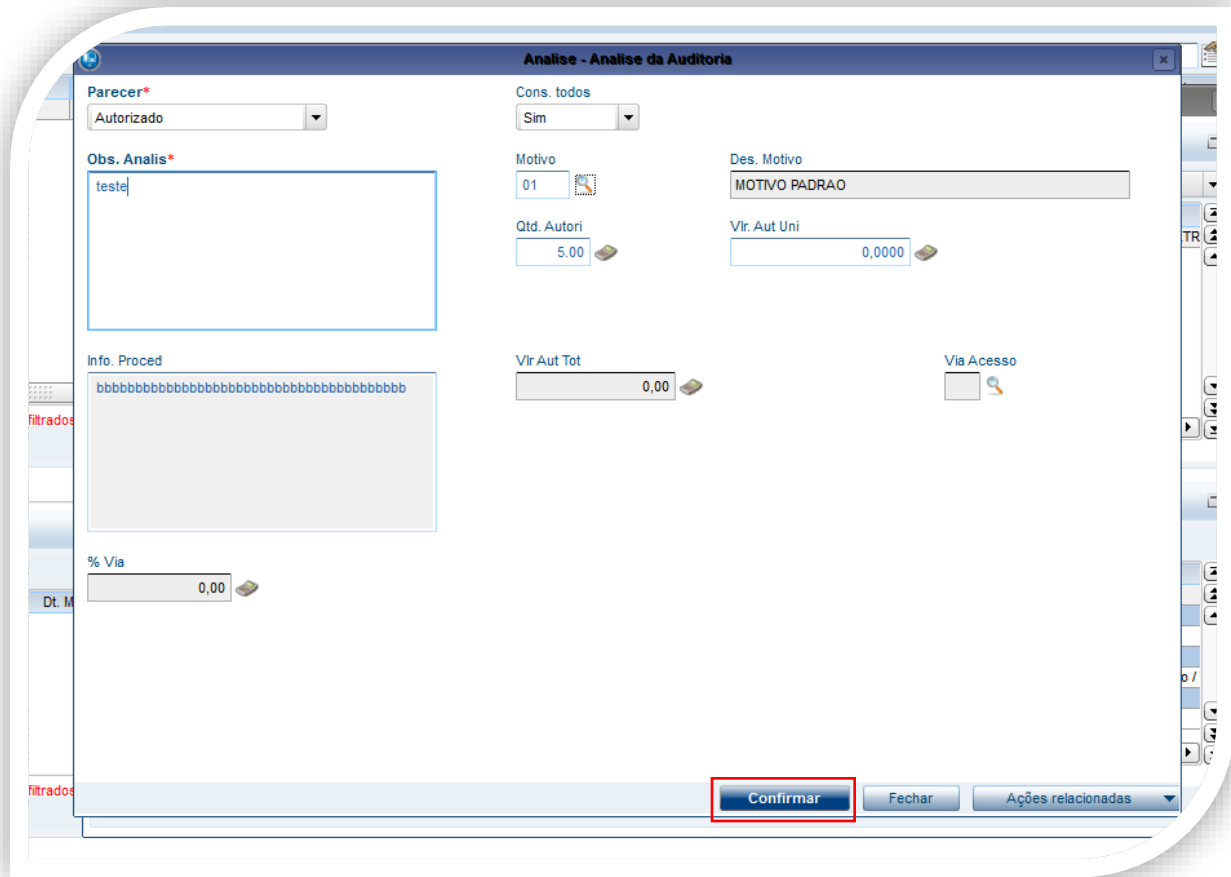 Analise - Analise da Auditoria
Parecer* Cons. todos
Autorizado Sim
Obs. Analis* Motivo Des. Motivo
teste 01 MOTIVO PADRAO
Qtd. Autori Vlr. Aut Uni
TR
5.00 0,0000
Info. Proced Vlr Aut Tot Via Acesso
bbbbbbbbbbbbbbbbbbbbbbbbbbbbbbbbbbbbbbbb 0,00
filtrados
% Via
0,00
Dt. M
o /
filtrados
Confirmar Fechar Ações relacionadas